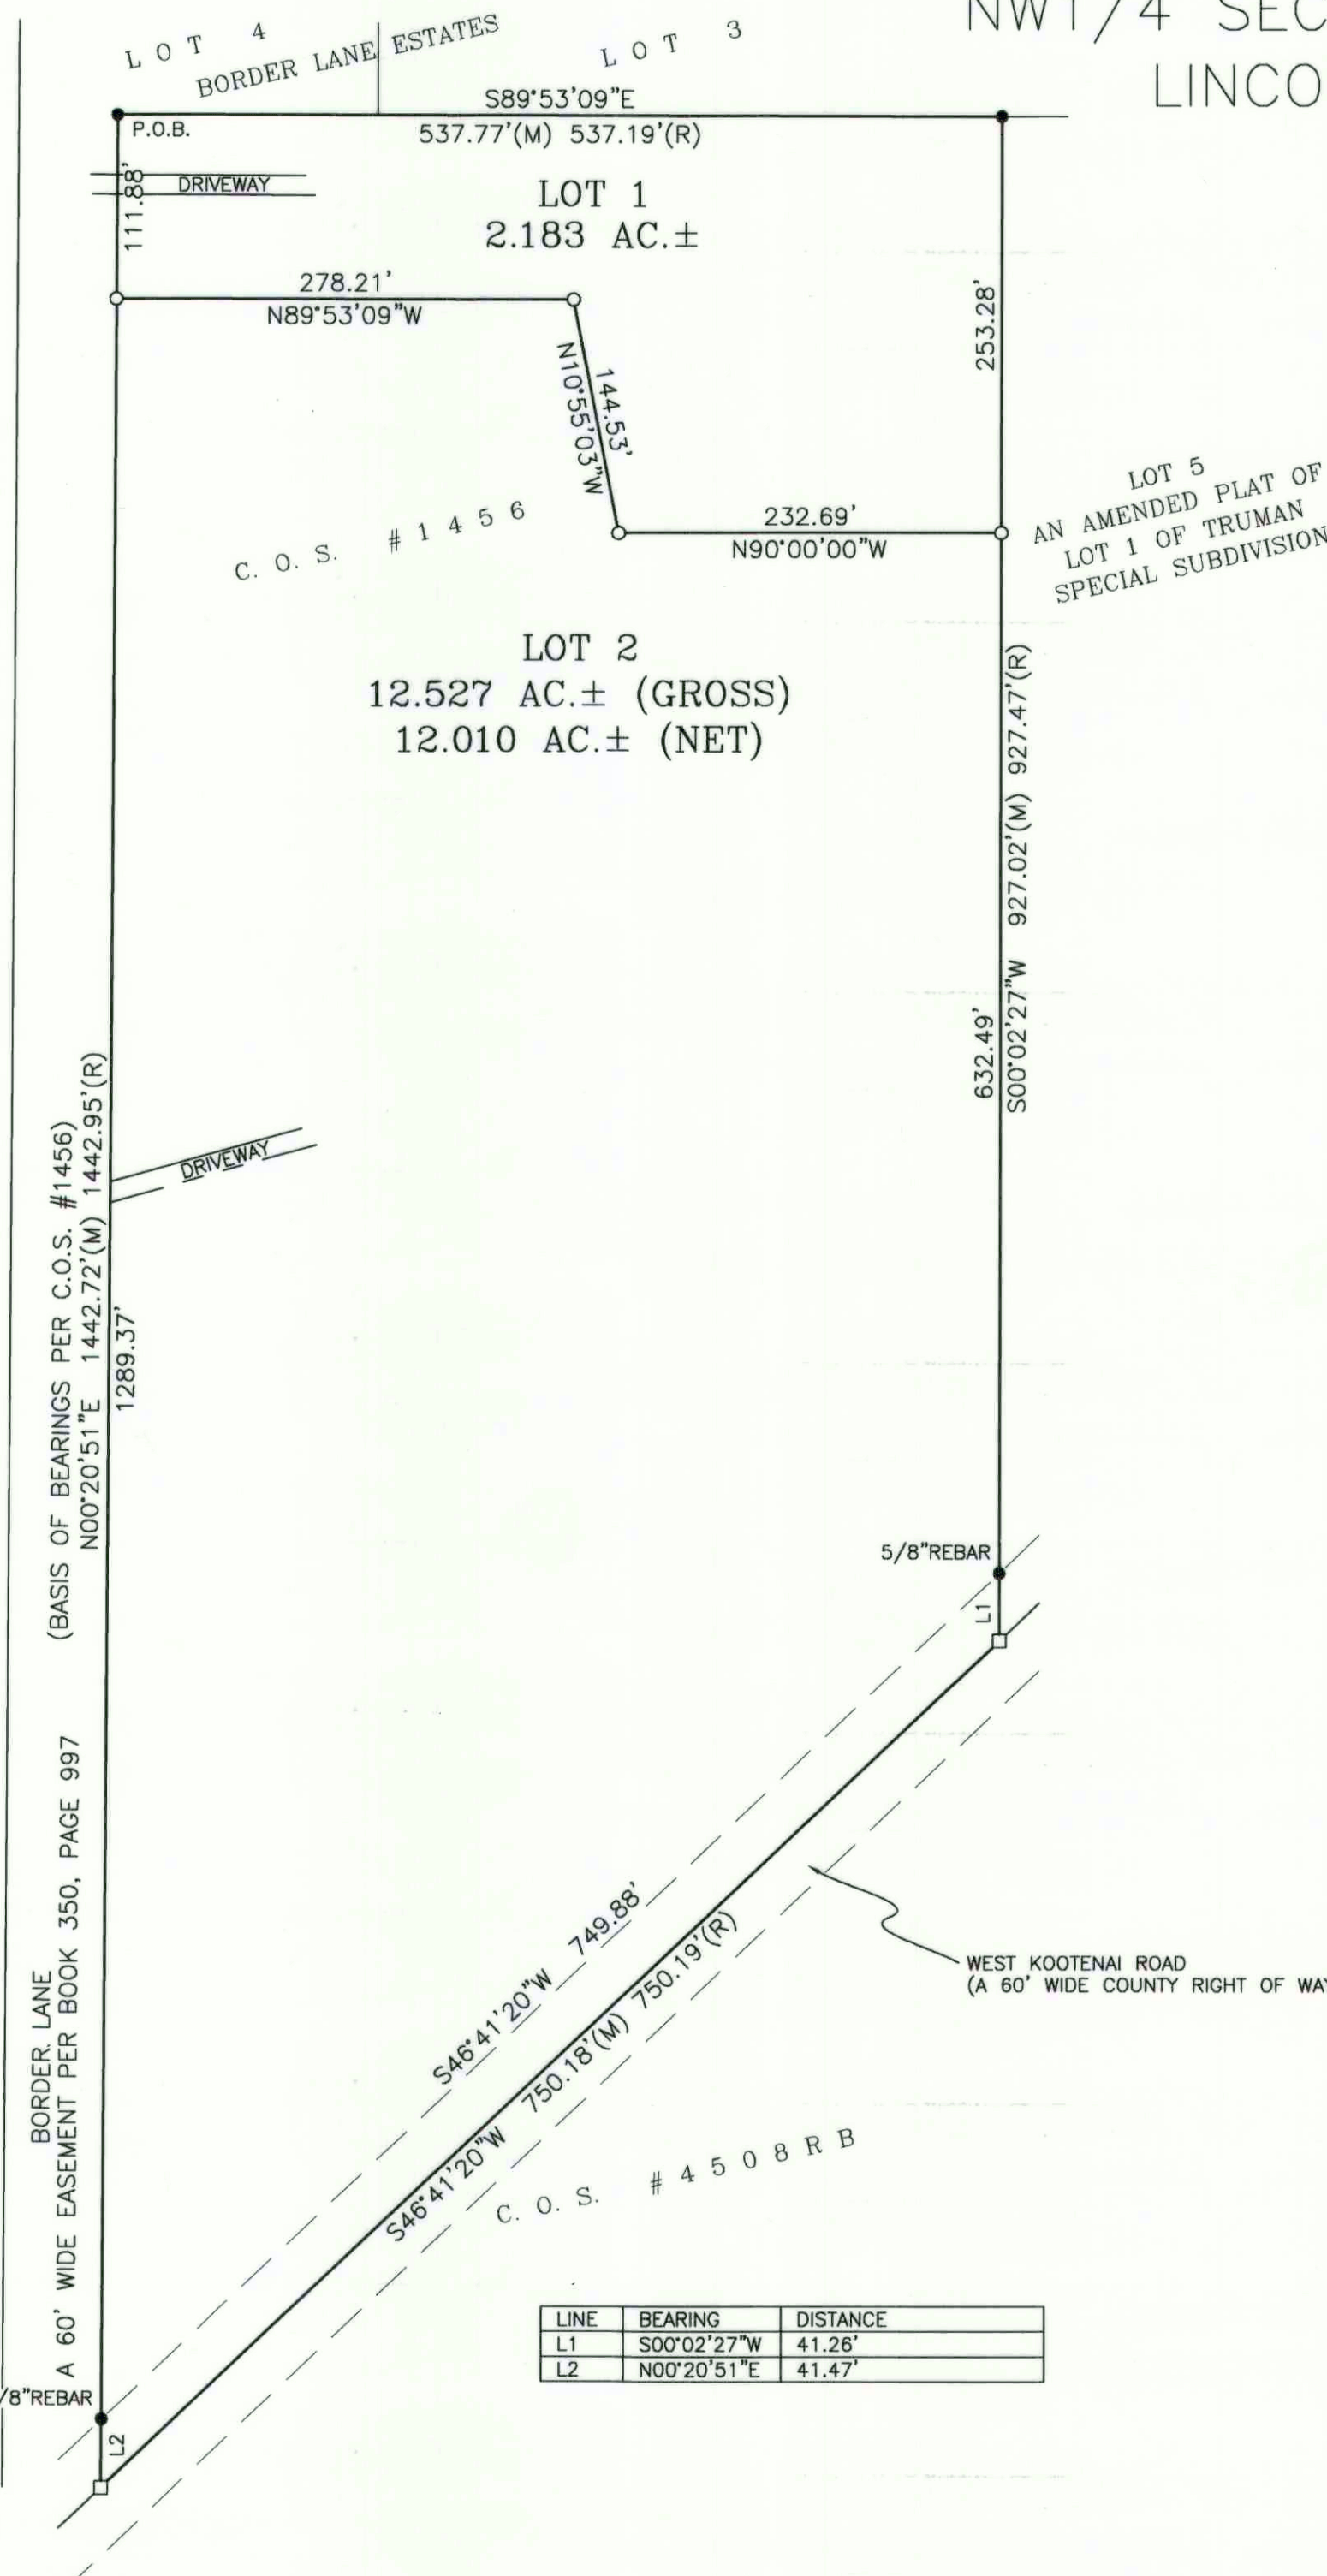 NW1/4 SEC
LINCO
LOT 4
LOT 3
BORDER LANE ESTATES
S89°53'09"E
537.77'(M) 537.19'(R)
P.O.B.
DRIVEWAY
111.88'
LOT 1
2.183 AC.±
278.21'
N89°53'09"W
253.28'
144.53'
N10°55'03"W
232.69'
N90°00'00"W
C. O. S. #1456
LOT 5
AN AMENDED PLAT OF
LOT 1 OF TRUMAN
SPECIAL SUBDIVISION
LOT 2
12.527 AC.± (GROSS)
12.010 AC.± (NET)
S00°02'27"W 927.02'(M) 927.47'(R)
632.49'
DRIVEWAY
(BASIS OF BEARINGS PER C.O.S. #1456)
N00°20'51"E 1442.72'(M) 1442.95'(R)
1289.37'
5/8"REBAR
L1
BORDER LANE
A 60' WIDE EASEMENT PER BOOK 350, PAGE 997
S46°41'20"W 749.88'
S46°41'20"W 750.18'(M) 750.19'(R)
WEST KOOTENAI ROAD
(A 60' WIDE COUNTY RIGHT OF WAY
C. O. S. #4508RB
LINE BEARING DISTANCE
L1 S00°02'27"W 41.26'
L2 N00°20'51"E 41.47'
/8"REBAR
L2